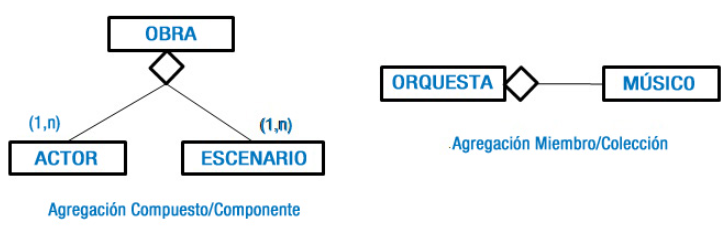 OBRA
(1,n)
(1,n)
ACTOR
ESCENARIO
Agregación Compuesto/Componente
ORQUESTA
MÚSICO
Agregación Miembro/Colección